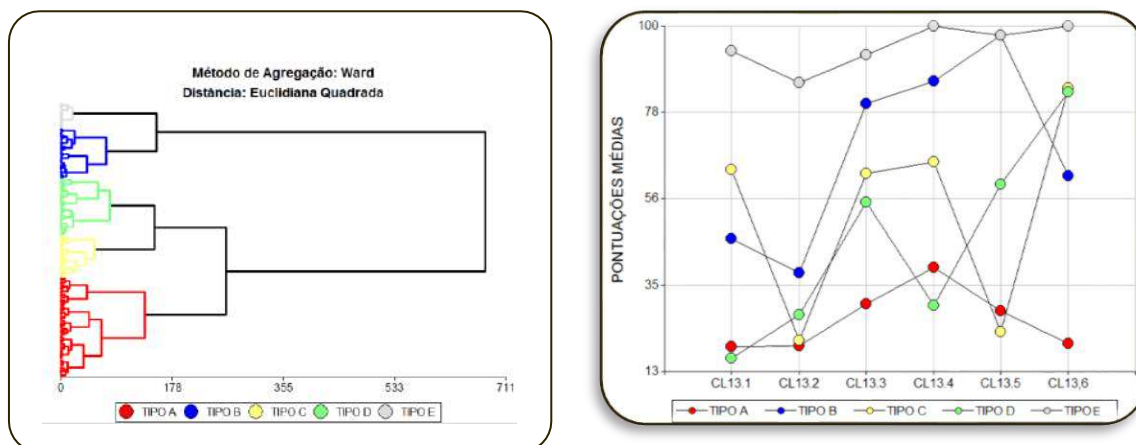 Método de Agregação: Ward
Distância: Euclidiana Quadrada
0 178 355 533 711
TIPO A TIPO B TIPO C TIPO D TIPO E
PONTUAÇÕES MÉDIAS
100
78
56
35
13
CL13.1 CL13.2 CL13.3 CL13.4 CL13.5 CL13,6
TIPO A TIPO B TIPO C TIPO D TIPO E